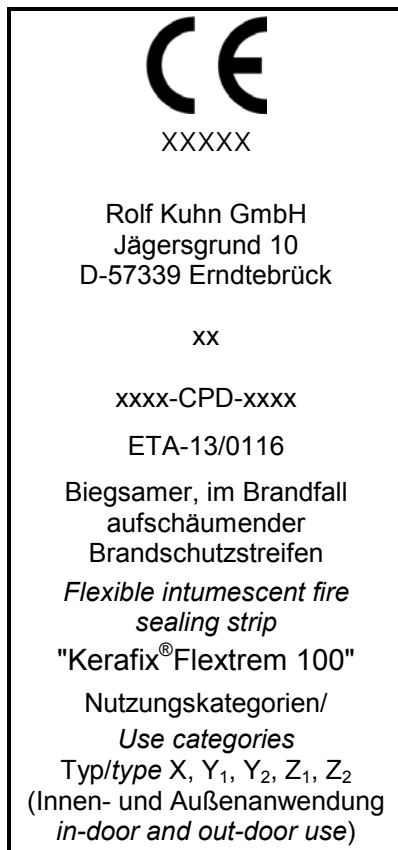 CE
XXXXX
Rolf Kuhn GmbH
Jägersgrund 10
D-57339 Erndtebrück
xx
xxxx-CPD-xxxx
ETA-13/0116
Biegsamer, im Brandfall
aufschäumender
Brandschutzstreifen
Flexible intumescent fire
sealing strip
"Kerafix®Flextrem 100"
Nutzungskategorien/
Use categories
Typ/type X, Y₁, Y₂, Z₁, Z₂
(Innen- und Außenanwendung
in-door and out-door use)